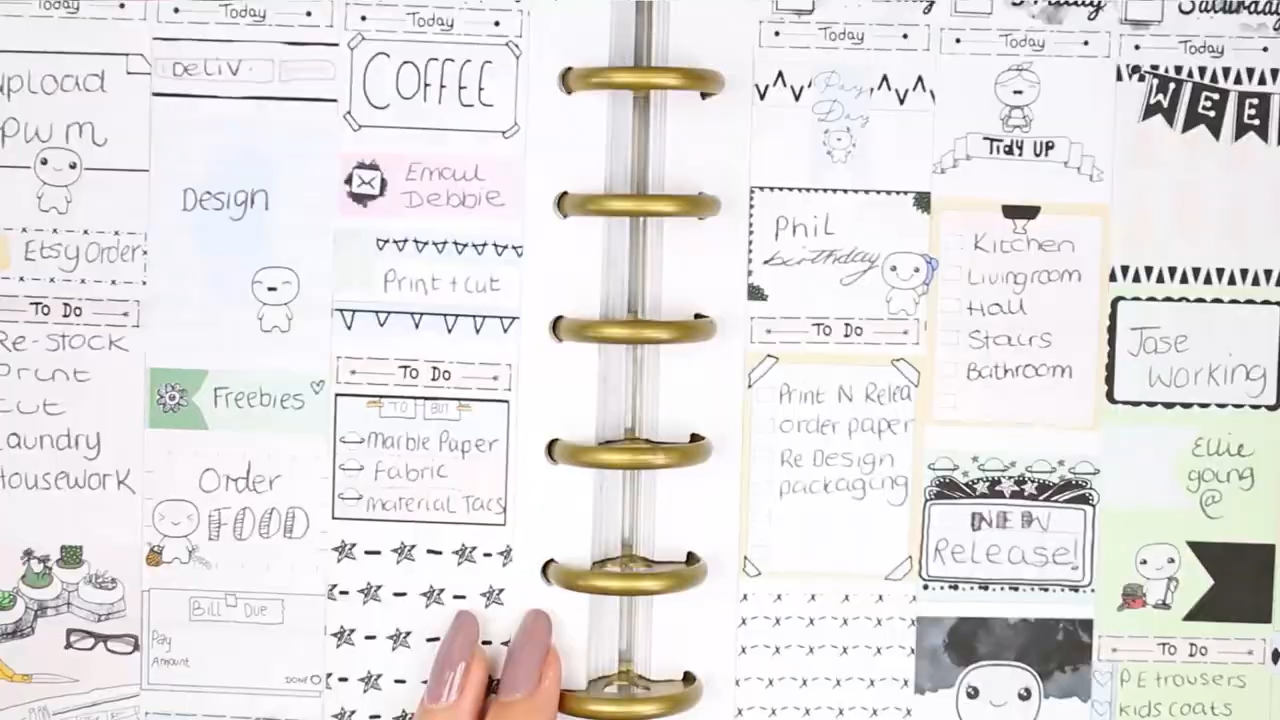 Today
upload
PWM
Etsy Order
TO DO
Re-stock
Print
Cut
Laundry
Housework
Today
Deliv.
Design
Freebies
Order
FOOD
Bill Due
Pay
Amount
DONE
Today
COFFEE
Email
Debbie
Print + cut
TO DO
TO BUY
Marble Paper
Fabric
Material Tacs
Today
Pay
Day
Phil
birthday
TO DO
Print N Relea
order paper
Re Design
packaging
Today
Tidy UP
Kitchen
Livingroom
Hall
Stairs
Bathroom
NEW
Release!
Saturday
Today
WEE
Jase
working
Ellie
going
@
TO DO
PE trousers
kids coats